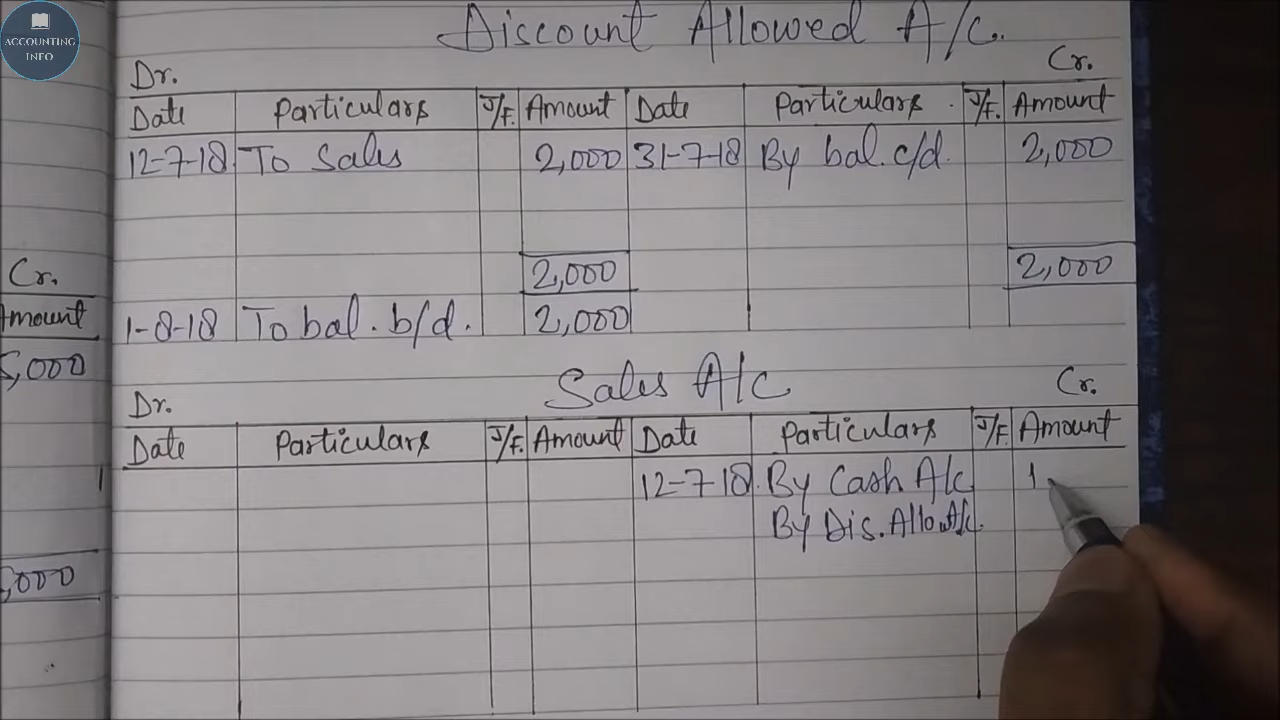 ACCOUNTING
INFO
Discount Allowed A/c.
Dr. Cr.
Date Particulars J/F. Amount Date Particulars J/F. Amount
12-7-18 To Sales 2,000 31-7-18 By bal. c/d. 2,000
2,000 2,000
1-8-18 To bal. b/d. 2,000
Cr.
Amount
5,000
,000
Sales A/c
Dr. Cr.
Date Particulars J/F. Amount Date Particulars J/F. Amount
12-7-18. By Cash A/c 1
By Dis. Allow A/c.